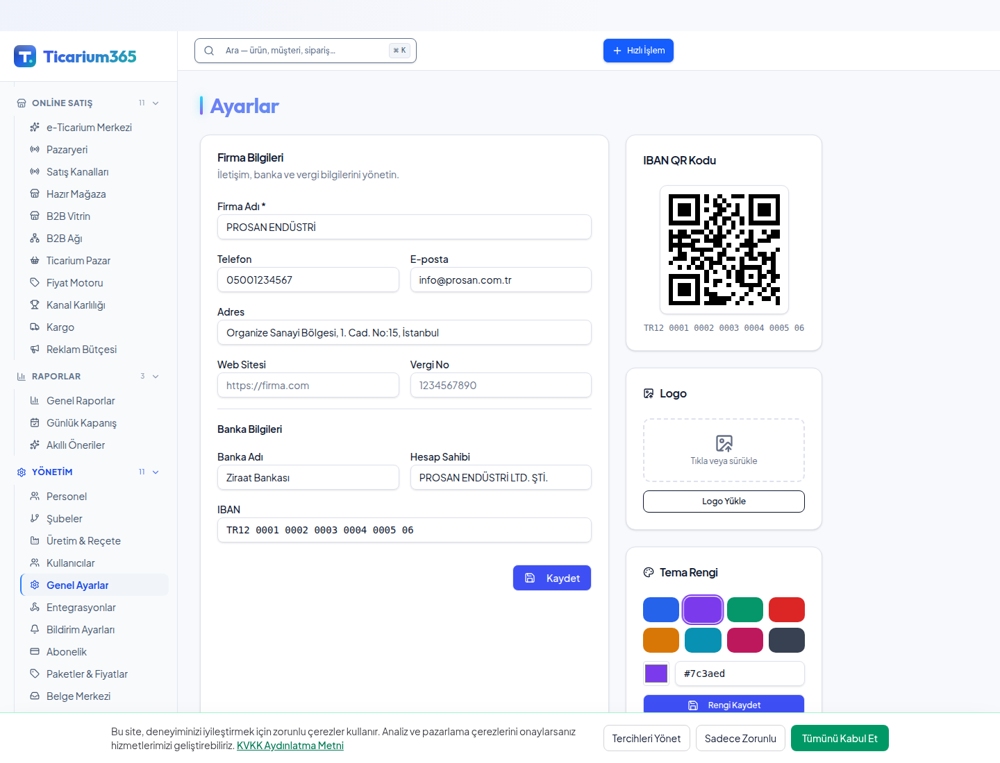 Ticarium365
Ara — ürün, müşteri, sipariş...
⌘ K
Hızlı İşlem
ONLİNE SATIŞ 11
e-Ticarium Merkezi
Pazaryeri
Satış Kanalları
Hazır Mağaza
B2B Vitrin
B2B Ağı
Ticarium Pazar
Fiyat Motoru
Kanal Karlılığı
Kargo
Reklam Bütçesi
RAPORLAR 3
Genel Raporlar
Günlük Kapanış
Akıllı Öneriler
YÖNETİM 11
Personel
Şubeler
Üretim & Reçete
Kullanıcılar
Genel Ayarlar
Entegrasyonlar
Bildirim Ayarları
Abonelik
Paketler & Fiyatlar
Belge Merkezi
Ayarlar
Firma Bilgileri
İletişim, banka ve vergi bilgilerini yönetin.
Firma Adı *
PROSAN ENDÜSTRİ
Telefon E-posta
05001234567 info@prosan.com.tr
Adres
Organize Sanayi Bölgesi, 1. Cad. No:15, İstanbul
Web Sitesi Vergi No
https://firma.com 1234567890
Banka Bilgileri
Banka Adı Hesap Sahibi
Ziraat Bankası PROSAN ENDÜSTRİ LTD. ŞTİ.
IBAN
TR12 0001 0002 0003 0004 0005 06
Kaydet
IBAN QR Kodu
TR12 0001 0002 0003 0004 0005 06
Logo
Tıkla veya sürükle
Logo Yükle
Tema Rengi
#7c3aed
Rengi Kaydet
Bu site, deneyiminizi iyileştirmek için zorunlu çerezler kullanır. Analiz ve pazarlama çerezlerini onaylarsanız
hizmetlerimizi geliştirebiliriz. KVKK Aydınlatma Metni
Tercihleri Yönet
Sadece Zorunlu
Tümünü Kabul Et